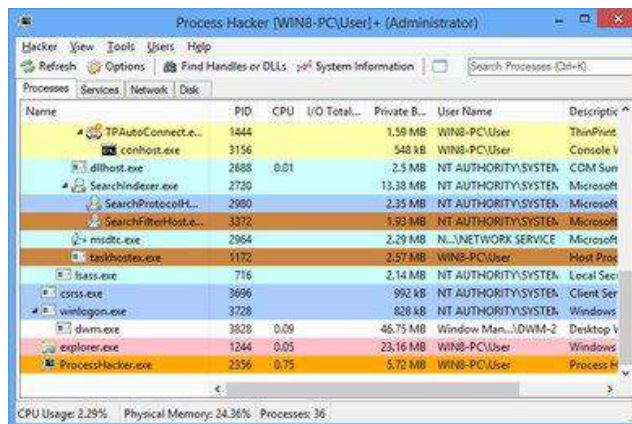 Process Hacker [WIN8-PC\User]+ (Administrator)
Hacker View Tools Users Help
Refresh Options Find Handles or DLLs System Information Search Processes (Ctrl+K)
Processes Services Network Disk
Name PID CPU I/O Total... Private B... User Name Descriptic
TPAutoConnect.e... 1444 1.59 MB WIN8-PC\User ThinPrint
conhost.exe 3156 548 kB WIN8-PC\User Console V
dllhost.exe 2688 0.01 2.5 MB NT AUTHORITY\SYSTEM COM Surr
SearchIndexer.exe 2720 13.38 MB NT AUTHORITY\SYSTEM Microsoft
SearchProtocolH... 2980 2.35 MB NT AUTHORITY\SYSTEM Microsoft
SearchFilterHost.e... 3372 1.93 MB NT AUTHORITY\SYSTEM Microsoft
msdtc.exe 2964 2.29 MB N...\NETWORK SERVICE Microsoft
taskhostex.exe 1172 2.57 MB WIN8-PC\User Host Proc
lsass.exe 716 2.14 MB NT AUTHORITY\SYSTEM Local Secu
csrss.exe 3696 992 kB NT AUTHORITY\SYSTEM Client Ser
winlogon.exe 3728 828 kB NT AUTHORITY\SYSTEM Windows
dwm.exe 3828 0.09 46.75 MB Window Man...\DWM-2 Desktop V
explorer.exe 1244 0.05 23.16 MB WIN8-PC\User Windows
ProcessHacker.exe 2356 0.75 5.72 MB WIN8-PC\User Process H
CPU Usage: 2.29% Physical Memory: 24.36% Processes: 36